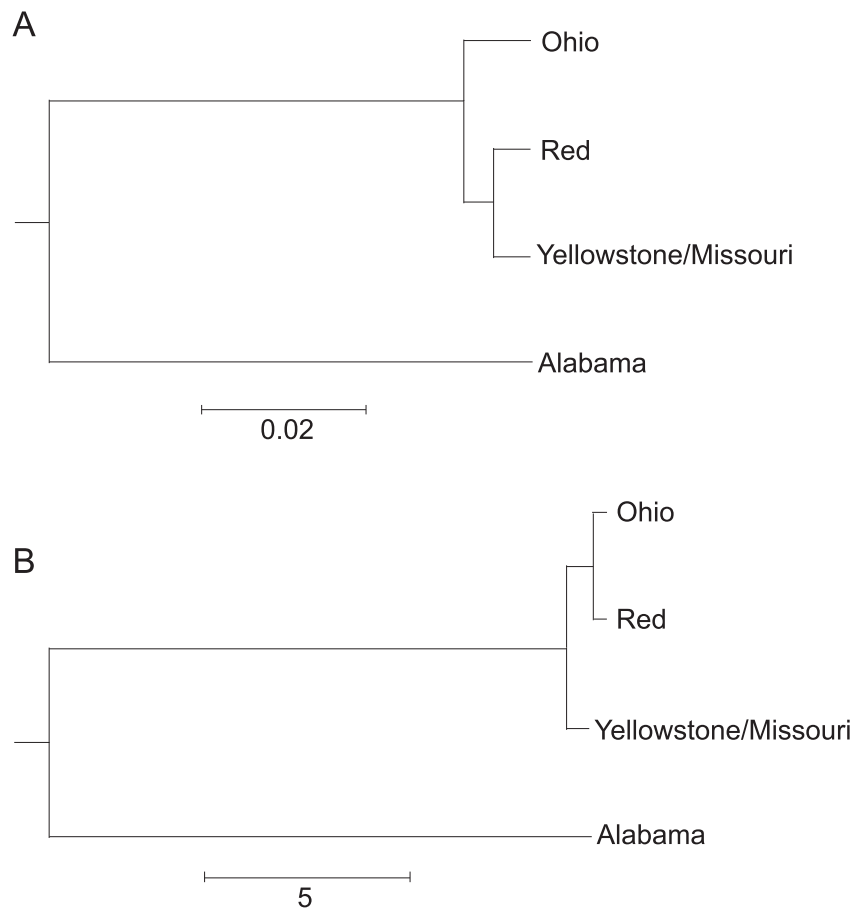 A
Ohio
Red
Yellowstone/Missouri
Alabama
0.02
B
Ohio
Red
Yellowstone/Missouri
Alabama
5